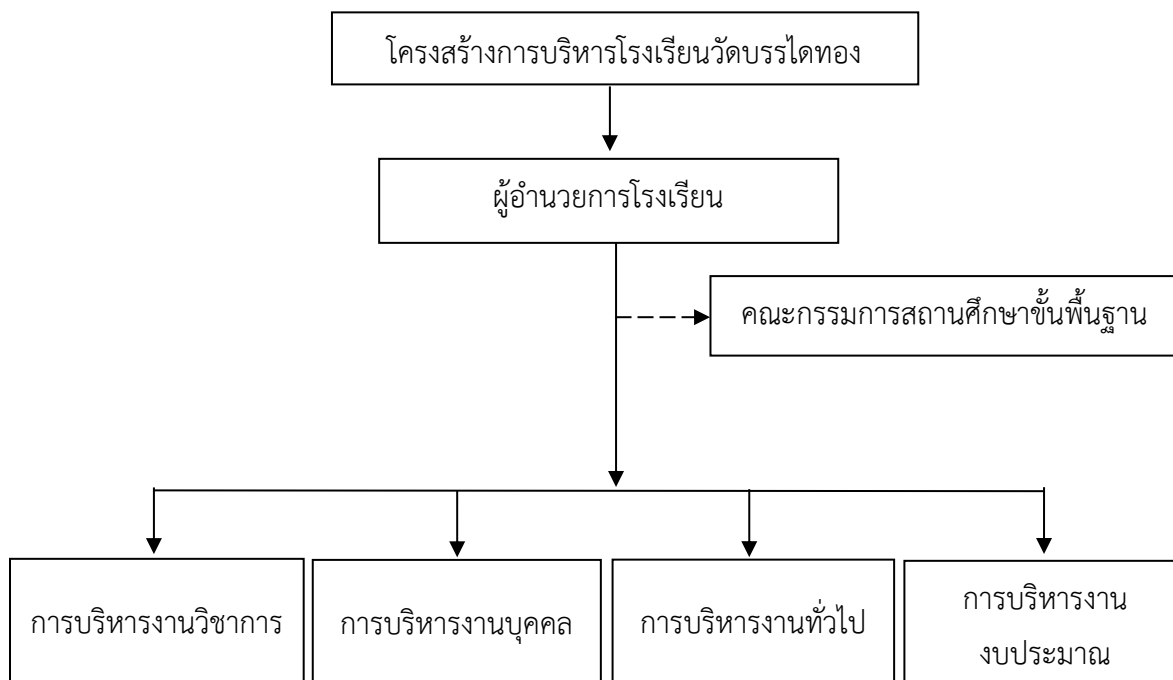 โครงสร้างการบริหารโรงเรียนวัดบรรไดทอง
ผู้อำนวยการโรงเรียน
คณะกรรมการสถานศึกษาขั้นพื้นฐาน
การบริหารงานวิชาการ
การบริหารงานบุคคล
การบริหารงานทั่วไป
การบริหารงาน
งบประมาณ